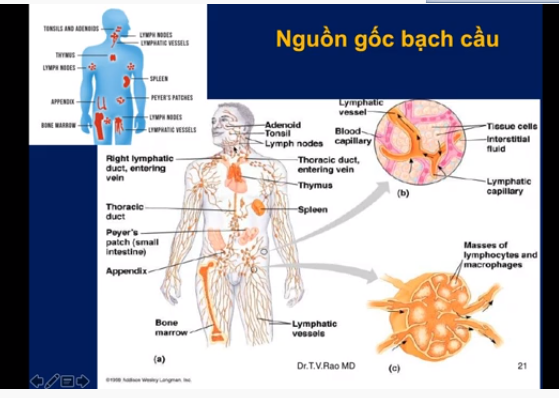 Nguồn gốc bạch cầu
TONSILS AND ADENOIDS
LYMPH NODES
LYMPHATIC VESSELS
THYMUS
LYMPH NODES
SPLEEN
PEYER'S PATCHES
APPENDIX
LYMPH NODES
BONE MARROW
LYMPHATIC VESSELS
Adenoid
Tonsil
Lymph nodes
Right lymphatic
duct, entering
vein
Thoracic duct,
entering vein
Thymus
Thoracic
duct
Spleen
Peyer's
patch (small
intestine)
Appendix
Bone
marrow
Lymphatic
vessels
(a)
Lymphatic
vessel
Blood
capillary
Tissue cells
Interstitial
fluid
Lymphatic
capillary
(b)
Masses of
lymphocytes and
macrophages
(c)
Dr.T.V.Rao MD
21
©1999 Addison Wesley Longman, Inc.